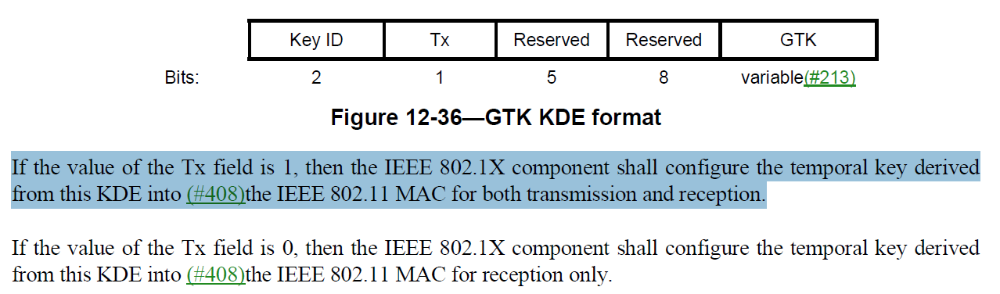 Key ID Tx Reserved Reserved GTK
Bits: 2 1 5 8 variable(#213)
Figure 12-36—GTK KDE format
If the value of the Tx field is 1, then the IEEE 802.1X component shall configure the temporal key derived
from this KDE into (#408)the IEEE 802.11 MAC for both transmission and reception.
If the value of the Tx field is 0, then the IEEE 802.1X component shall configure the temporal key derived
from this KDE into (#408)the IEEE 802.11 MAC for reception only.